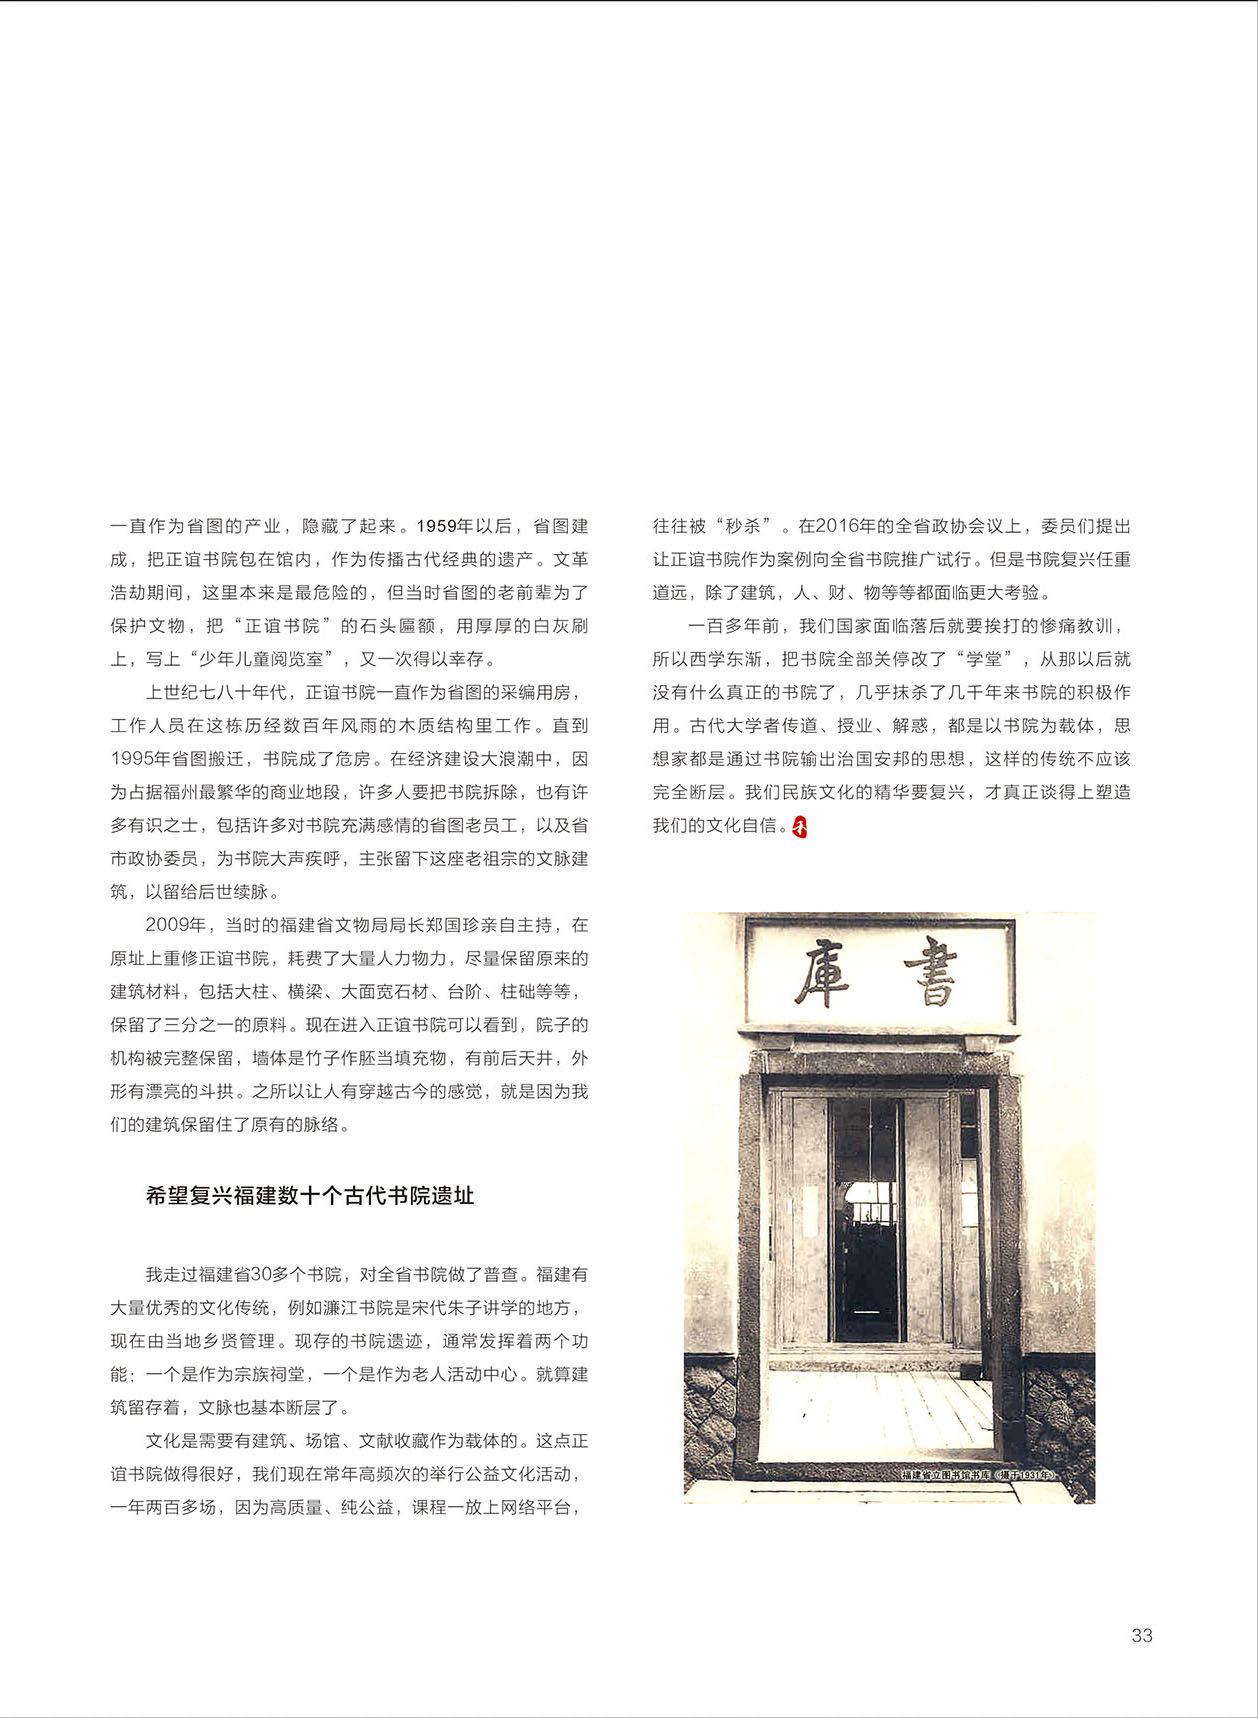 一直作为省图的产业，隐藏了起来。1959年以后，省图建
成，把正谊书院包在馆内，作为传播古代经典的遗产。文革
浩劫期间，这里本来是最危险的，但当时省图的老前辈为了
保护文物，把“正谊书院”的石头匾额，用厚厚的白灰刷
上，写上“少年儿童阅览室”，又一次得以幸存。
上世纪七八十年代，正谊书院一直作为省图的采编用房，
工作人员在这栋历经数百年风雨的木质结构里工作。直到
1995年省图搬迁，书院成了危房。在经济建设大浪潮中，因
为占据福州最繁华的商业地段，许多人要把书院拆除，也有许
多有识之士，包括许多对书院充满感情的省图老员工，以及省
市政协委员，为书院大声疾呼，主张留下这座老祖宗的文脉建
筑，以留给后世续脉。
2009年，当时的福建省文物局局长郑国珍亲自主持，在
原址上重修正谊书院，耗费了大量人力物力，尽量保留原来的
建筑材料，包括大柱、横梁、大面宽石材、台阶、柱础等等，
保留了三分之一的原料。现在进入正谊书院可以看到，院子的
机构被完整保留，墙体是竹子作胚当填充物，有前后天井，外
形有漂亮的斗拱。之所以让人有穿越古今的感觉，就是因为我
们的建筑保留住了原有的脉络。
希望复兴福建数十个古代书院遗址
我走过福建省30多个书院，对全省书院做了普查。福建有
大量优秀的文化传统，例如濂江书院是宋代朱子讲学的地方，
现在由当地乡贤管理。现存的书院遗迹，通常发挥着两个功
能：一个是作为宗族祠堂，一个是作为老人活动中心。就算建
筑留存着，文脉也基本断层了。
文化是需要有建筑、场馆、文献收藏作为载体的。这点正
谊书院做得很好，我们现在常年高频次的举行公益文化活动，
一年两百多场，因为高质量、纯公益，课程一放上网络平台，
往往被“秒杀”。在2016年的全省政协会议上，委员们提出
让正谊书院作为案例向全省书院推广试行。但是书院复兴任重
道远，除了建筑，人、财、物等等都面临更大考验。
一百多年前，我们国家面临落后就要挨打的惨痛教训，
所以西学东渐，把书院全部关停改了“学堂”，从那以后就
没有什么真正的书院了，几乎抹杀了几千年来书院的积极作
用。古代大学者传道、授业、解惑，都是以书院为载体，思
想家都是通过书院输出治国安邦的思想，这样的传统不应该
完全断层。我们民族文化的精华要复兴，才真正谈得上塑造
我们的文化自信。
書庫
福建省立图书馆书库（摄于1931年）
33